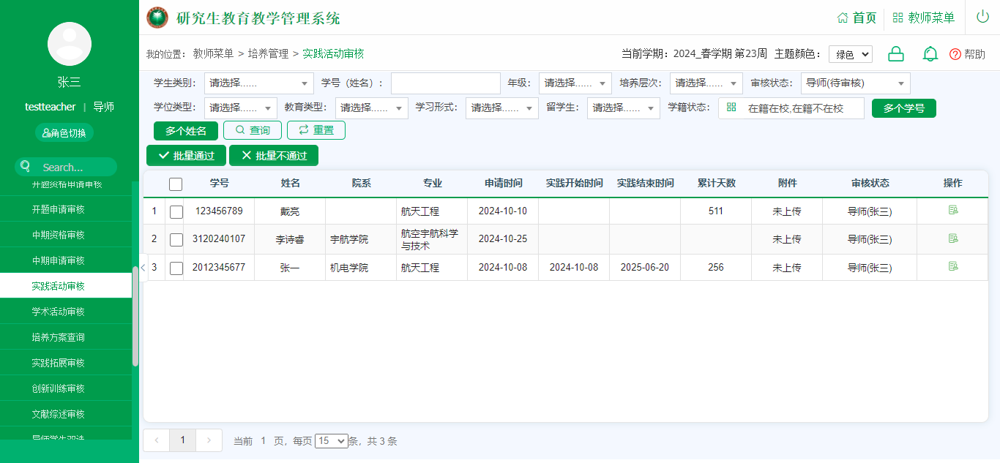 研究生教育教学管理系统
首页
教师菜单
张三
testteacher | 导师
角色切换
Search...
开题资格申请审核
开题申请审核
中期资格审核
中期申请审核
实践活动审核
学术活动审核
培养方案查询
实践拓展审核
创新训练审核
文献综述审核
导师学生双选
我的位置： 教师菜单 > 培养管理 > 实践活动审核
当前学期：2024_春学期 第23周 主题颜色： 绿色 帮助
学生类别： 请选择...... 学号（姓名）： 年级： 请选择...... 培养层次： 请选择...... 审核状态： 导师(待审核)
学位类型： 请选择...... 教育类型： 请选择...... 学习形式： 请选择...... 留学生： 请选择...... 学籍状态： 在籍在校,在籍不在校 多个学号
多个姓名 查询 重置
批量通过 批量不通过
学号 姓名 院系 专业 申请时间 实践开始时间 实践结束时间 累计天数 附件 审核状态 操作
1 123456789 戴亮 航天工程 2024-10-10 511 未上传 导师(张三)
2 3120240107 李诗睿 宇航学院 航空宇航科学与技术 2024-10-25 未上传 导师(张三)
3 2012345677 张一 机电学院 航天工程 2024-10-08 2024-10-08 2025-06-20 256 未上传 导师(张三)
< 1 > 当前 1 页，每页 15 条，共 3 条